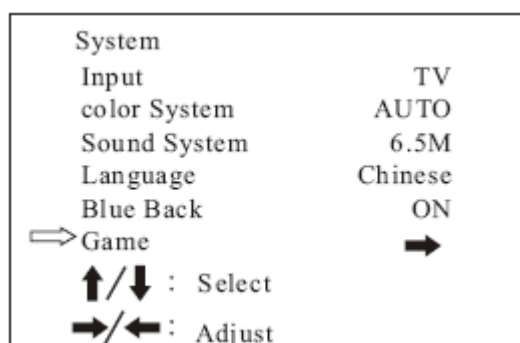 System
Input TV
color System AUTO
Sound System 6.5M
Language Chinese
Blue Back ON
⇨Game ➡
⬆/⬇ : Select
➡/⬅ : Adjust